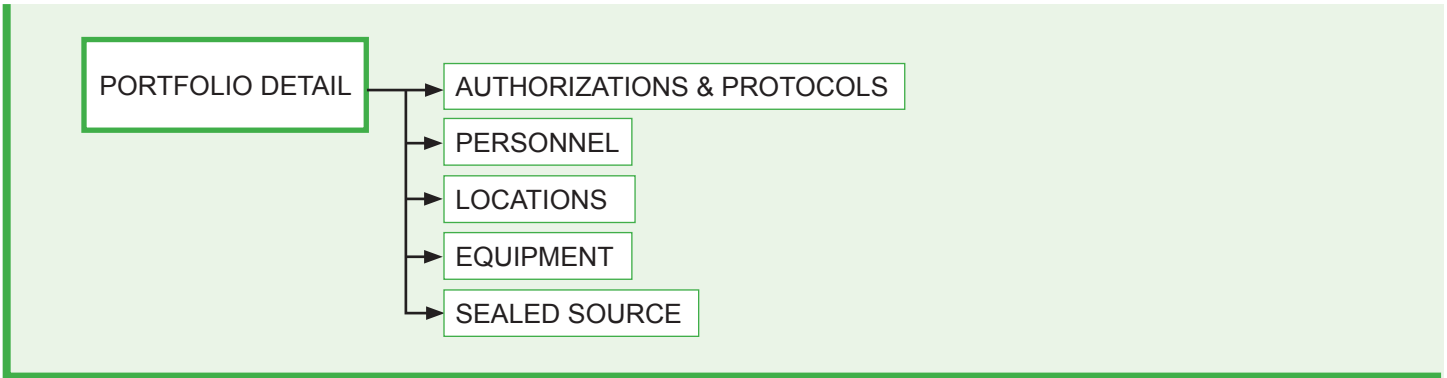 PORTFOLIO DETAIL
AUTHORIZATIONS & PROTOCOLS
PERSONNEL
LOCATIONS
EQUIPMENT
SEALED SOURCE